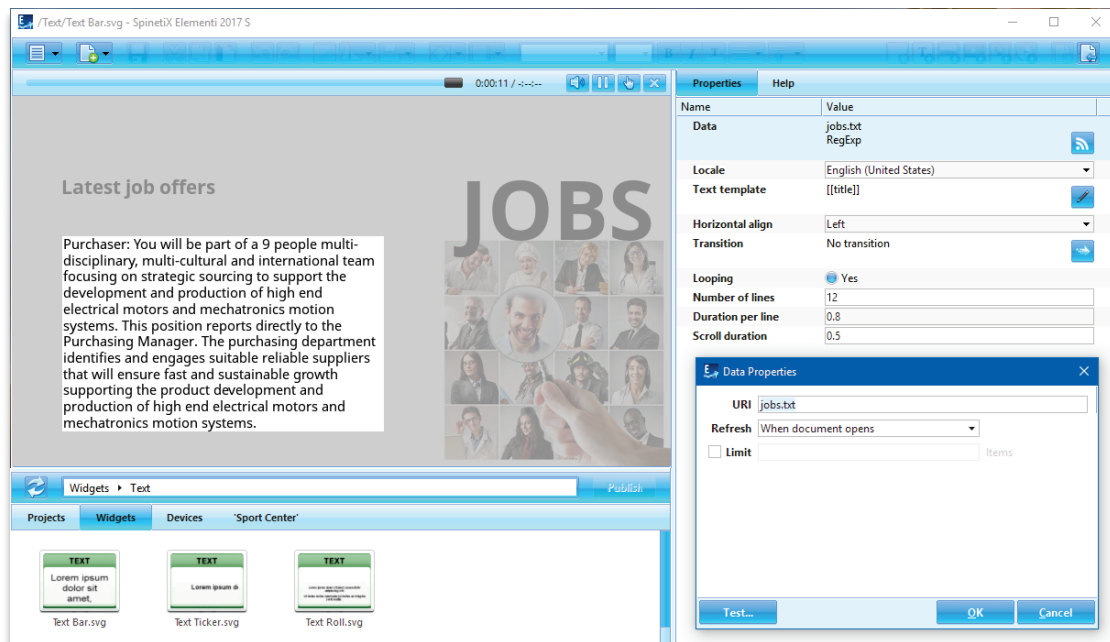 /Text/Text Bar.svg - SpinetiX Elementi 2017 S
0:00:11 / -:--:--
Latest job offers
JOBS
Purchaser: You will be part of a 9 people multi-
disciplinary, multi-cultural and international team
focusing on strategic sourcing to support the
development and production of high end
electrical motors and mechatronics motion
systems. This position reports directly to the
Purchasing Manager. The purchasing department
identifies and engages suitable reliable suppliers
that will ensure fast and sustainable growth
supporting the product development and
production of high end electrical motors and
mechatronics motion systems.
Widgets ▸ Text
Publish
Projects Widgets Devices 'Sport Center'
TEXT
Lorem ipsum
dolor sit
amet,
Text Bar.svg
TEXT
Lorem ipsum d
Text Ticker.svg
TEXT
Text Roll.svg
Properties Help
Name Value
Data jobs.txt
RegExp
Locale English (United States)
Text template [[title]]
Horizontal align Left
Transition No transition
Looping Yes
Number of lines 12
Duration per line 0.8
Scroll duration 0.5
Data Properties
URI jobs.txt
Refresh When document opens
Limit Items
Test... OK Cancel